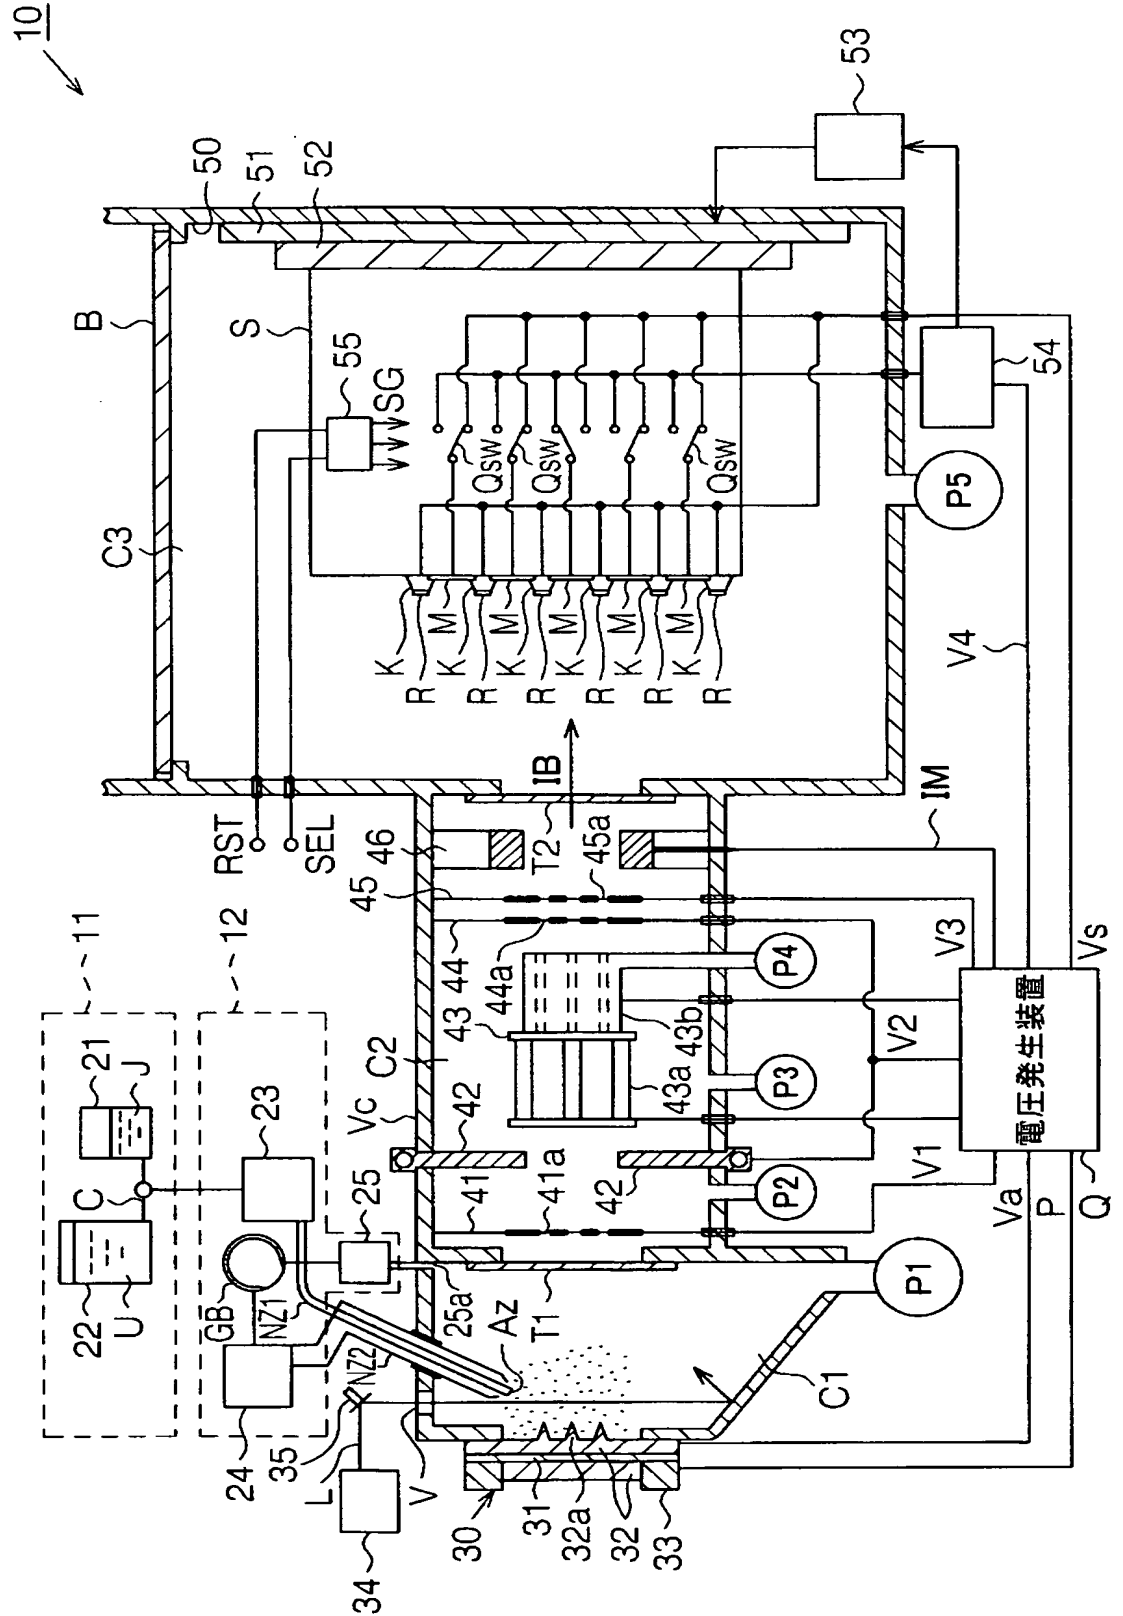 10
11
12
21
J
C
22
U
23
24
25
25a
GB
NZ1
NZ2
Az
T1
35
L
34
V
30
31
32a
32
33
C1
P1
P2
P3
P4
P5
41
41a
42
42
Vc
C2
43
43a
43b
44
44a
45
45a
46
T2
IB
IM
RST
SEL
C3
B
50
51
52
53
54
S
55
SG
Qsw
Qsw
Qsw
K
K
K
K
K
K
R
R
R
R
R
R
M
M
M
M
M
V1
V2
V3
V4
Vs
Va
P
Q
電圧発生装置